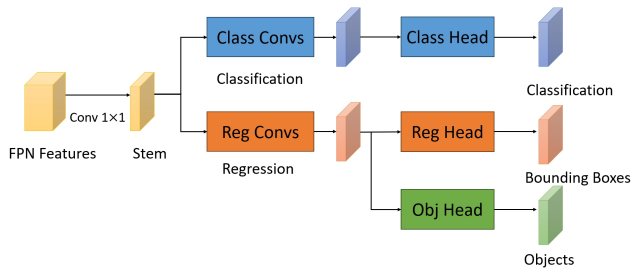 Class Convs
Class Head
Classification
Classification
Conv 1×1
FPN Features
Stem
Reg Convs
Reg Head
Regression
Bounding Boxes
Obj Head
Objects